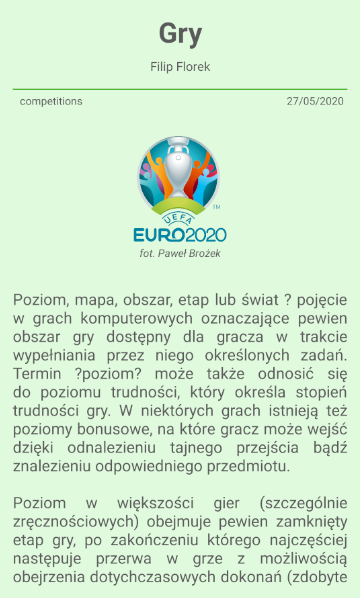 Gry
Filip Florek
competitions 27/05/2020
TM
UEFA
EURO2020
fot. Paweł Brożek
Poziom, mapa, obszar, etap lub świat ? pojęcie
w grach komputerowych oznaczające pewien
obszar gry dostępny dla gracza w trakcie
wypełniania przez niego określonych zadań.
Termin ?poziom? może także odnosić się
do poziomu trudności, który określa stopień
trudności gry. W niektórych grach istnieją też
poziomy bonusowe, na które gracz może wejść
dzięki odnalezieniu tajnego przejścia bądź
znalezieniu odpowiedniego przedmiotu.
Poziom w większości gier (szczególnie
zręcznościowych) obejmuje pewien zamknięty
etap gry, po zakończeniu którego najczęściej
następuje przerwa w grze z możliwością
obejrzenia dotychczasowych dokonań (zdobyte